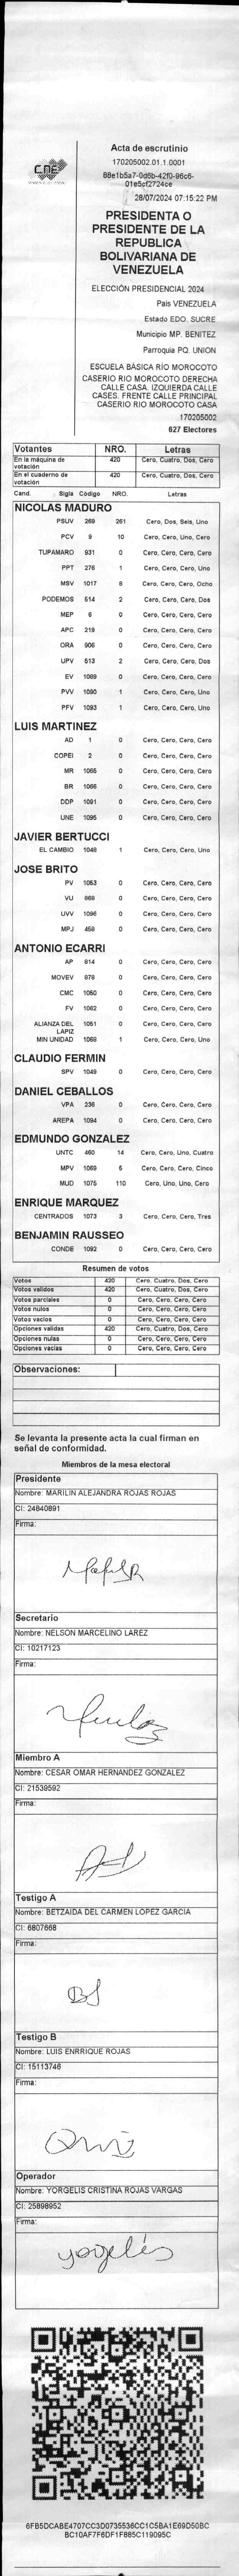 CNE
Acta de escrutinio
170205002.01.1.0001
88e1b5a7-0d6b-42f0-96c6-
01e5cf2724ce
28/07/2024 07:15:22 PM
PRESIDENTA O
PRESIDENTE DE LA
REPUBLICA
BOLIVARIANA DE
VENEZUELA
ELECCIÓN PRESIDENCIAL 2024
País VENEZUELA
Estado EDO. SUCRE
Municipio MP. BENITEZ
Parroquia PQ. UNION
ESCUELA BÁSICA RÍO MOROCOTO
CASERIO RIO MOROCOTO DERECHA
CALLE CASA. IZQUIERDA CALLE
CASES. FRENTE CALLE PRINCIPAL
CASERIO RIO MOROCOTO CASA
170205002
627 Electores
Votantes NRO. Letras
En la máquina de votación 420 Cero, Cuatro, Dos, Cero
En el cuaderno de votación 420 Cero, Cuatro, Dos, Cero
Cand. Sigla Código NRO. Letras
NICOLAS MADURO
PSUV 269 261 Cero, Dos, Seis, Uno
PCV 9 10 Cero, Cero, Uno, Cero
TUPAMARO 931 0 Cero, Cero, Cero, Cero
PPT 276 1 Cero, Cero, Cero, Uno
MSV 1017 8 Cero, Cero, Cero, Ocho
PODEMOS 514 2 Cero, Cero, Cero, Dos
MEP 6 0 Cero, Cero, Cero, Cero
APC 219 0 Cero, Cero, Cero, Cero
ORA 906 0 Cero, Cero, Cero, Cero
UPV 513 2 Cero, Cero, Cero, Dos
EV 1089 0 Cero, Cero, Cero, Cero
PVV 1090 1 Cero, Cero, Cero, Uno
PFV 1093 1 Cero, Cero, Cero, Uno
LUIS MARTINEZ
AD 1 0 Cero, Cero, Cero, Cero
COPEI 2 0 Cero, Cero, Cero, Cero
MR 1065 0 Cero, Cero, Cero, Cero
BR 1066 0 Cero, Cero, Cero, Cero
DDP 1091 0 Cero, Cero, Cero, Cero
UNE 1095 0 Cero, Cero, Cero, Cero
JAVIER BERTUCCI
EL CAMBIO 1048 1 Cero, Cero, Cero, Uno
JOSE BRITO
PV 1053 0 Cero, Cero, Cero, Cero
VU 868 0 Cero, Cero, Cero, Cero
UVV 1096 0 Cero, Cero, Cero, Cero
MPJ 458 0 Cero, Cero, Cero, Cero
ANTONIO ECARRI
AP 814 0 Cero, Cero, Cero, Cero
MOVEV 878 0 Cero, Cero, Cero, Cero
CMC 1050 0 Cero, Cero, Cero, Cero
FV 1062 0 Cero, Cero, Cero, Cero
ALIANZA DEL LAPIZ 1051 0 Cero, Cero, Cero, Cero
MIN UNIDAD 1068 1 Cero, Cero, Cero, Uno
CLAUDIO FERMIN
SPV 1049 0 Cero, Cero, Cero, Cero
DANIEL CEBALLOS
VPA 236 0 Cero, Cero, Cero, Cero
AREPA 1094 0 Cero, Cero, Cero, Cero
EDMUNDO GONZALEZ
UNTC 460 14 Cero, Cero, Uno, Cuatro
MPV 1069 5 Cero, Cero, Cero, Cinco
MUD 1075 110 Cero, Uno, Uno, Cero
ENRIQUE MARQUEZ
CENTRADOS 1073 3 Cero, Cero, Cero, Tres
BENJAMIN RAUSSEO
CONDE 1092 0 Cero, Cero, Cero, Cero
Resumen de votos
Votos 420 Cero, Cuatro, Dos, Cero
Votos validos 420 Cero, Cuatro, Dos, Cero
Votos parciales 0 Cero, Cero, Cero, Cero
Votos nulos 0 Cero, Cero, Cero, Cero
Votos vacios 0 Cero, Cero, Cero, Cero
Opciones validas 420 Cero, Cuatro, Dos, Cero
Opciones nulas 0 Cero, Cero, Cero, Cero
Opciones vacias 0 Cero, Cero, Cero, Cero
Observaciones:
Se levanta la presente acta la cual firman en
señal de conformidad.
Miembros de la mesa electoral
Presidente
Nombre: MARILIN ALEJANDRA ROJAS ROJAS
CI: 24840891
Firma:
Secretario
Nombre: NELSON MARCELINO LAREZ
CI: 10217123
Firma:
Miembro A
Nombre: CESAR OMAR HERNANDEZ GONZALEZ
CI: 21539592
Firma:
Testigo A
Nombre: BETZAIDA DEL CARMEN LOPEZ GARCIA
CI: 6807668
Firma:
Testigo B
Nombre: LUIS ENRRIQUE ROJAS
CI: 15113746
Firma:
Operador
Nombre: YORGELIS CRISTINA ROJAS VARGAS
CI: 25898952
Firma:
yorgelis
6FB5DCABE4707CC3D0735536CC1C5BA1E69D50BC
BC10AF7F6DF1F885C119095C